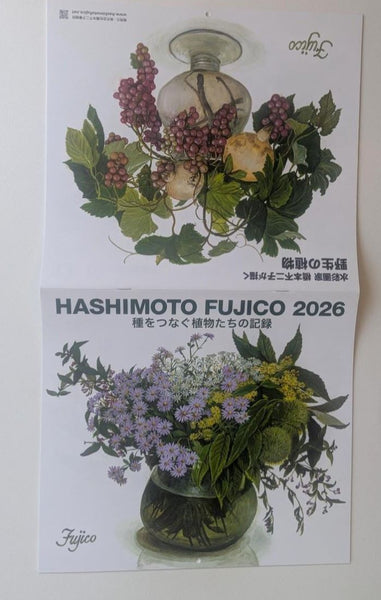 Fujico
水彩画家 橋本不二子が描く
野生の植物
HASHIMOTO FUJICO 2026
種をつなぐ植物たちの記録
Fujico